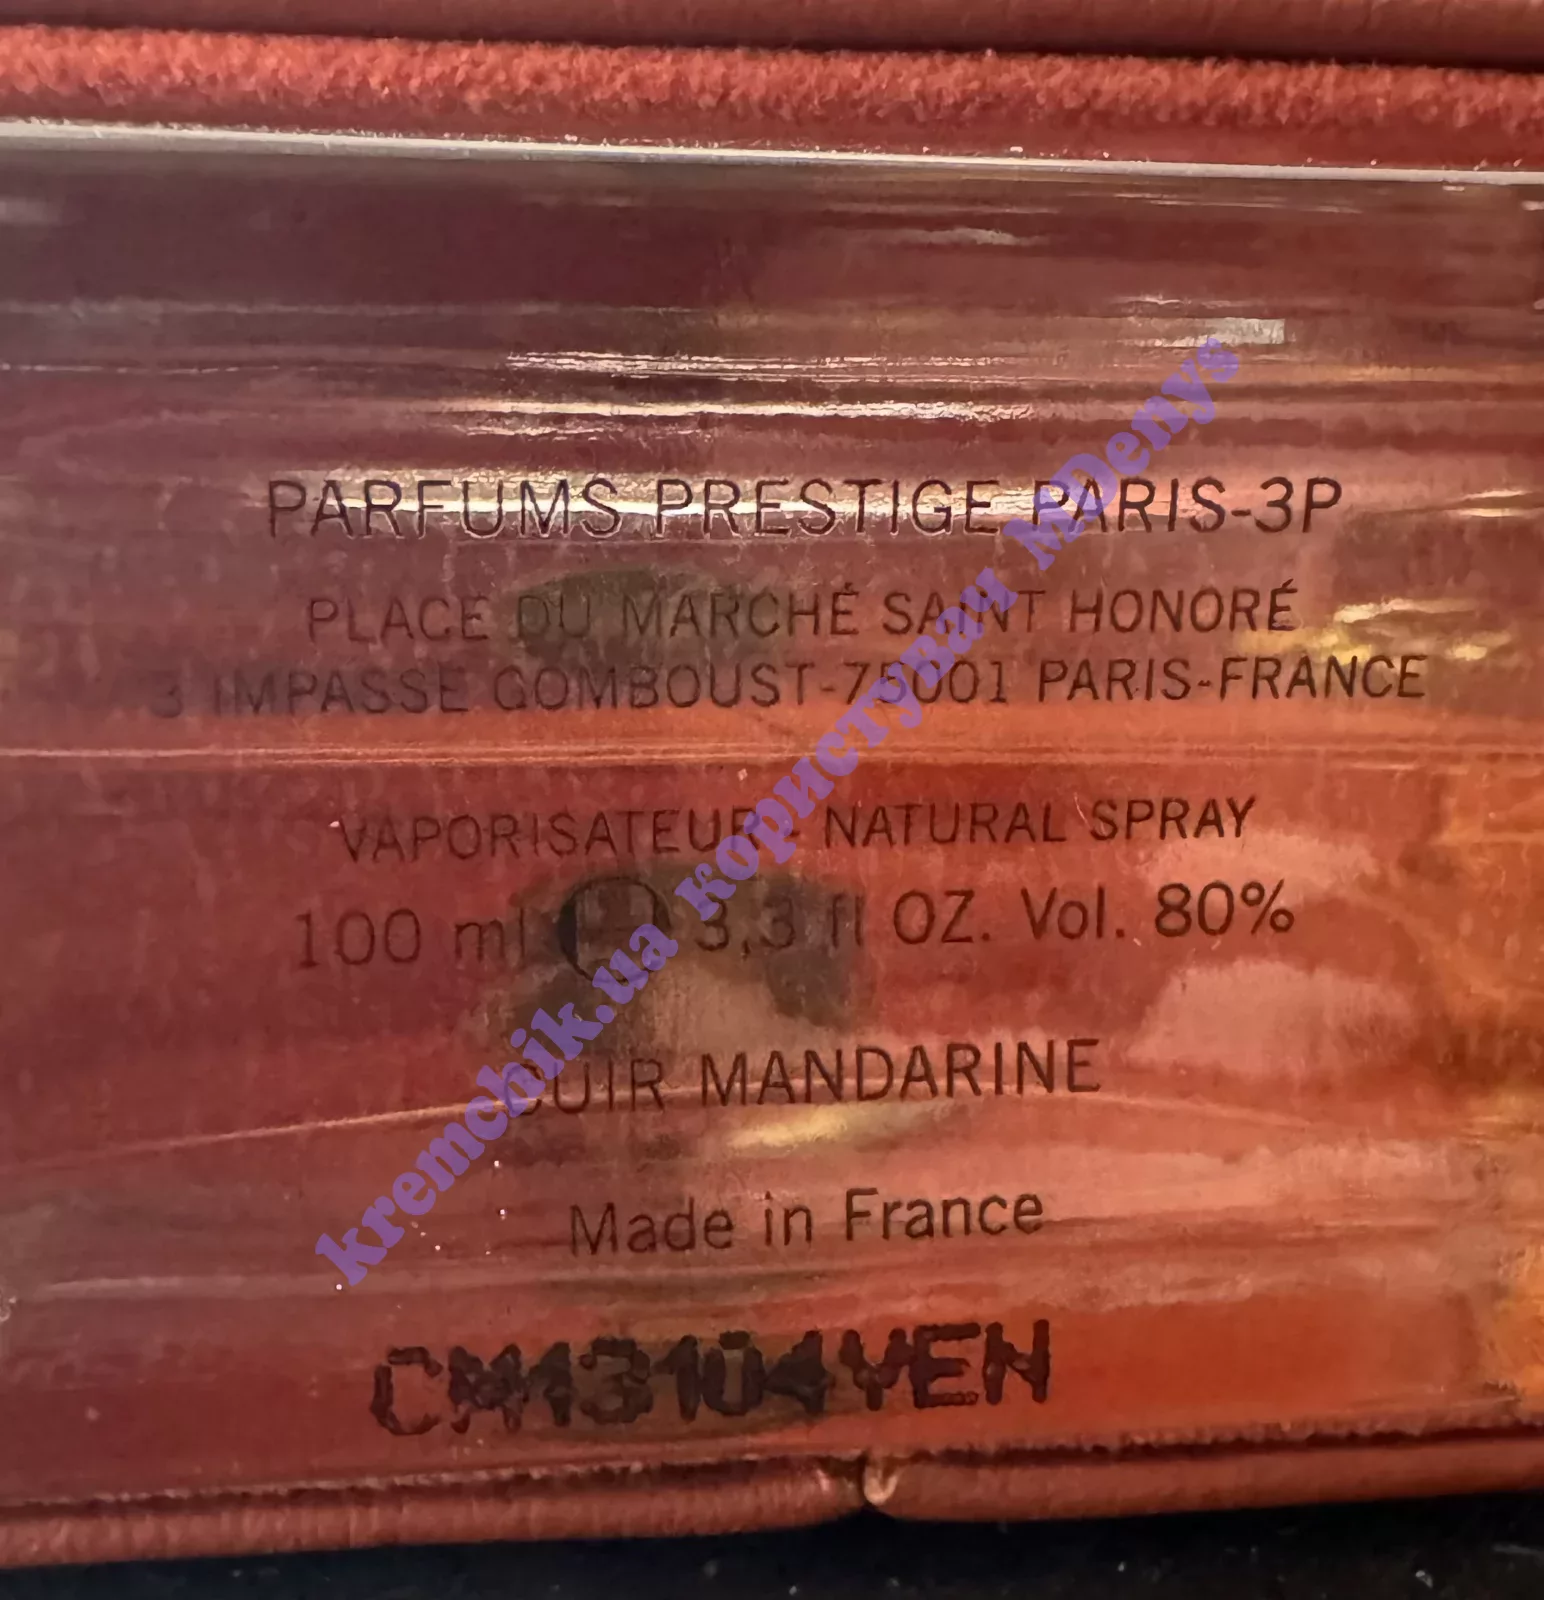 PARFUMS PRESTIGE PARIS-3P
PLACE DU MARCHÉ SAINT HONORÉ
3 IMPASSE GOMBOUST-75001 PARIS-FRANCE
VAPORISATEUR - NATURAL SPRAY
100 ml 3,3 fl OZ. Vol. 80%
CUIR MANDARINE
Made in France
CM13104YEN
kremchik.ua користувач MDenys